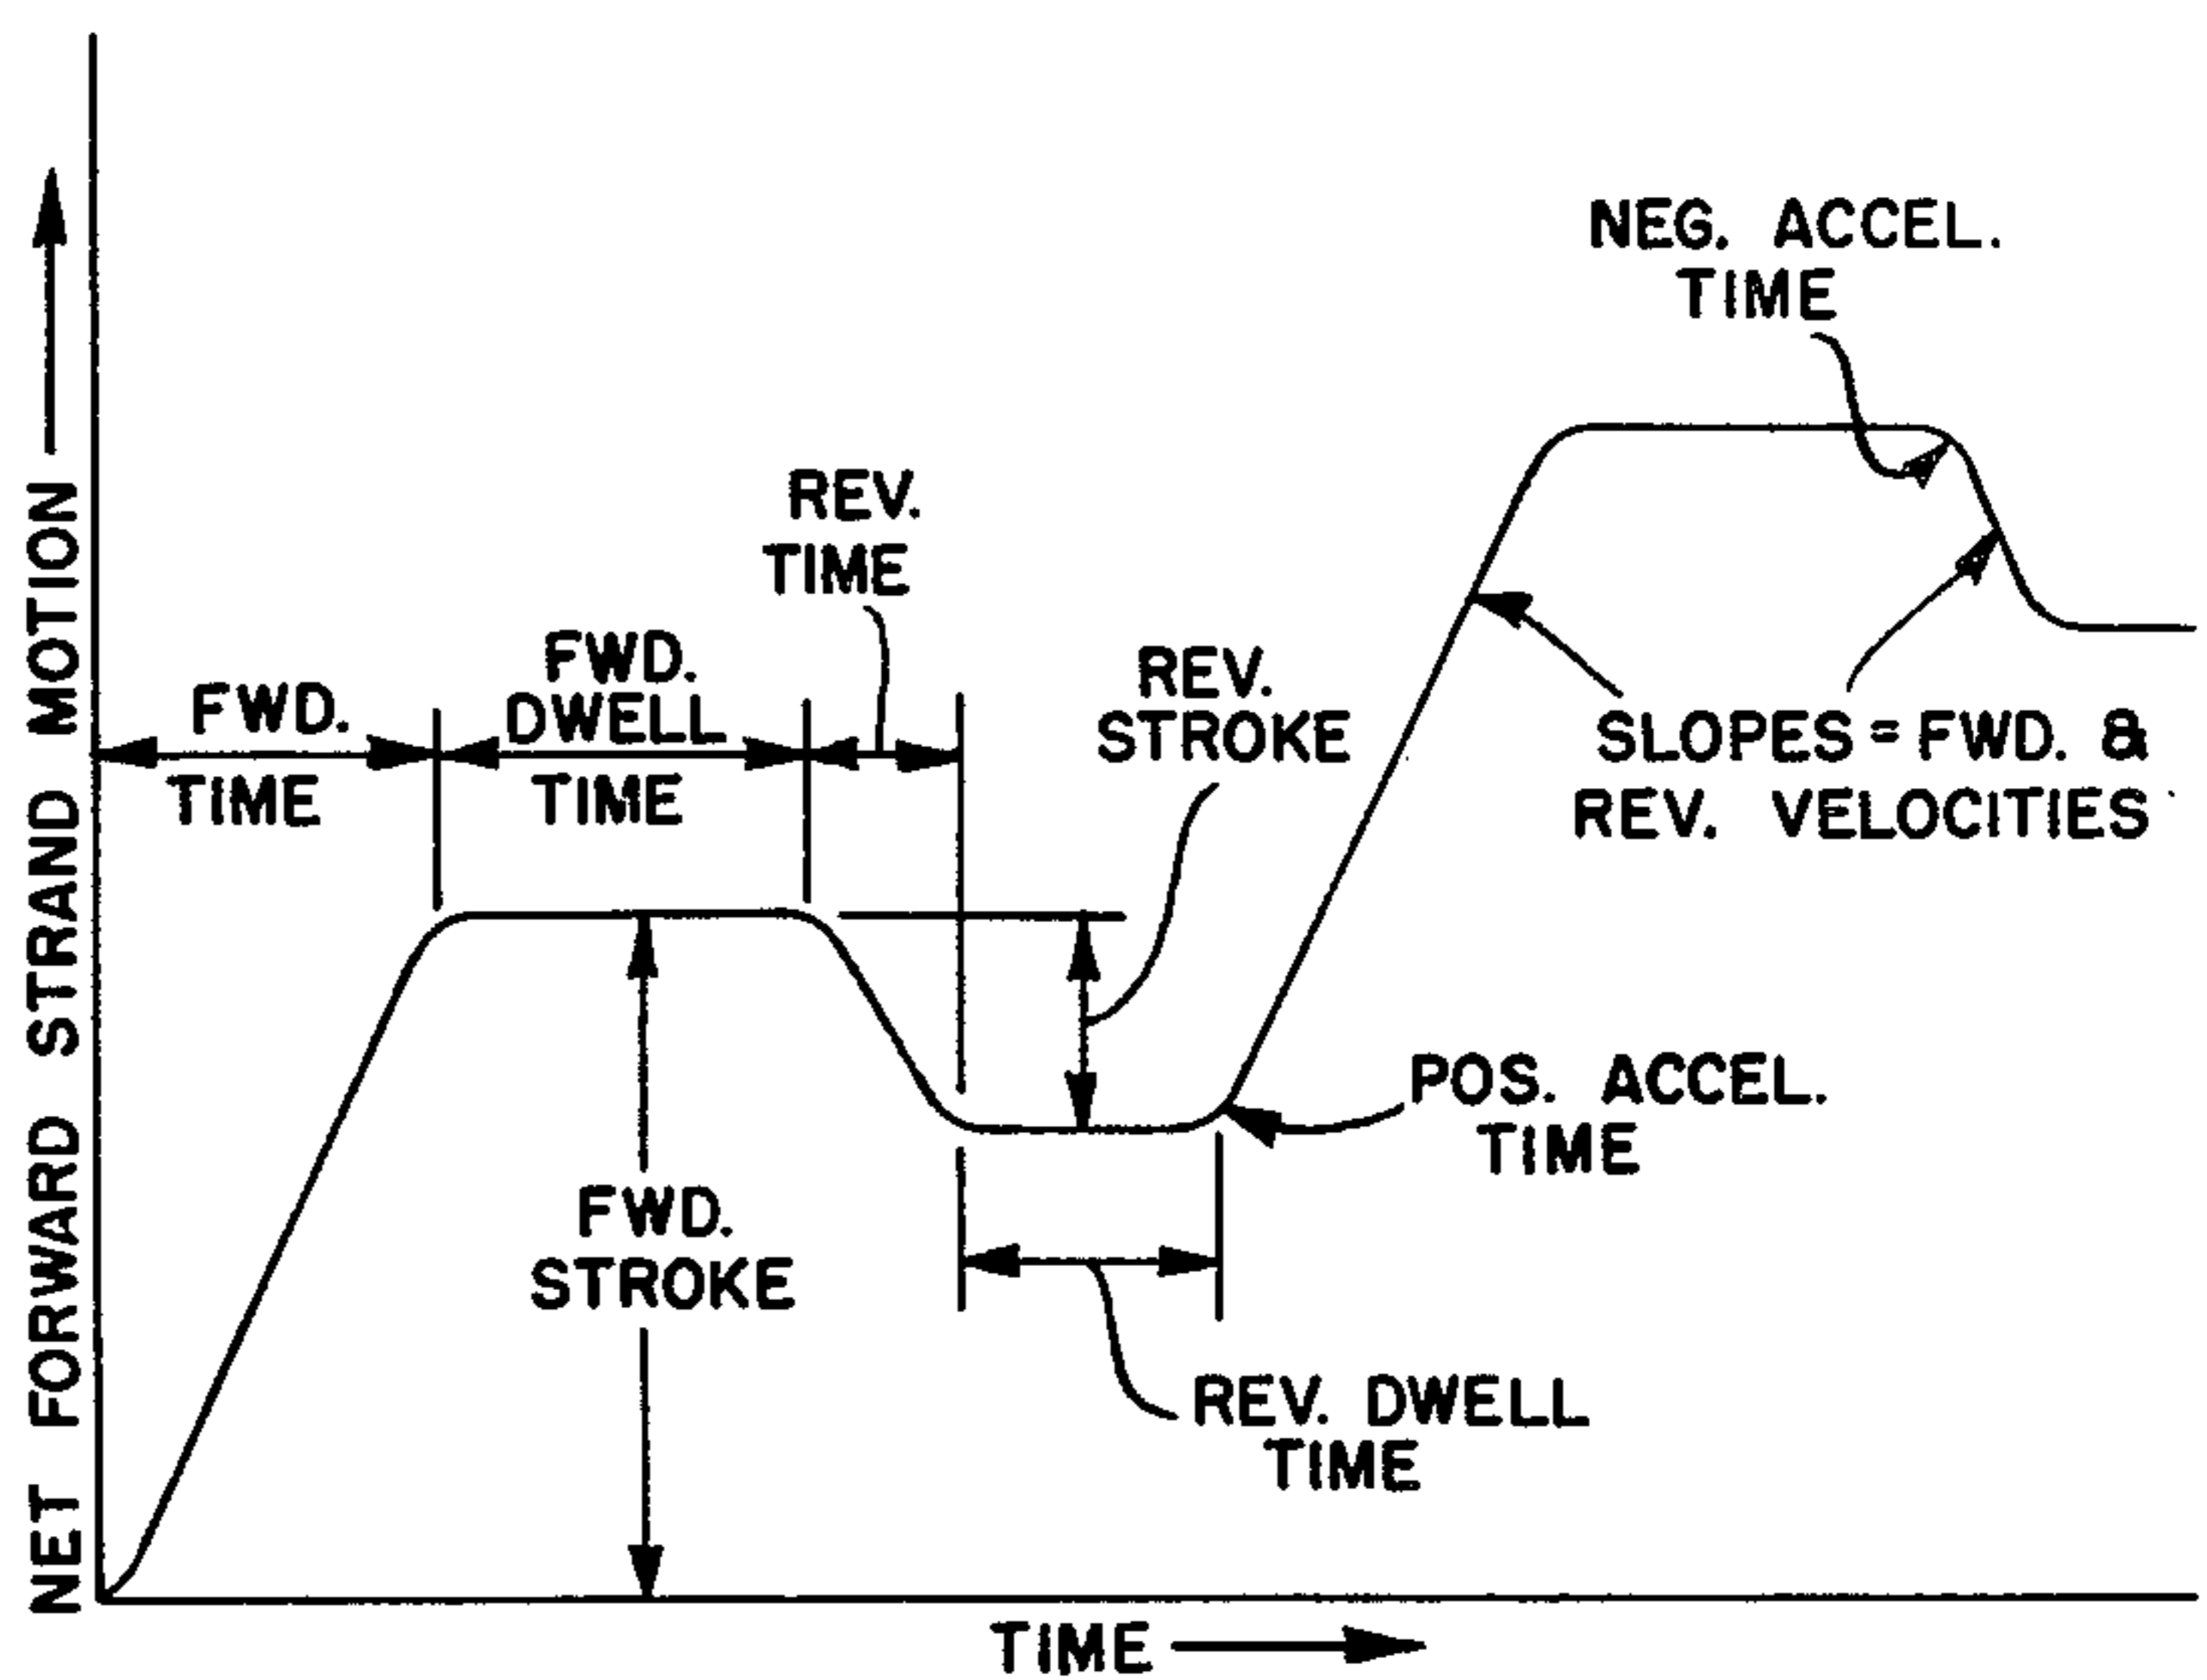 NET FORWARD STRAND MOTION
NEG. ACCEL.
TIME
REV.
TIME
FWD.
TIME
FWD.
DWELL
TIME
REV.
STROKE
SLOPES = FWD. &
REV. VELOCITIES
POS. ACCEL.
TIME
FWD.
STROKE
REV. DWELL
TIME
TIME